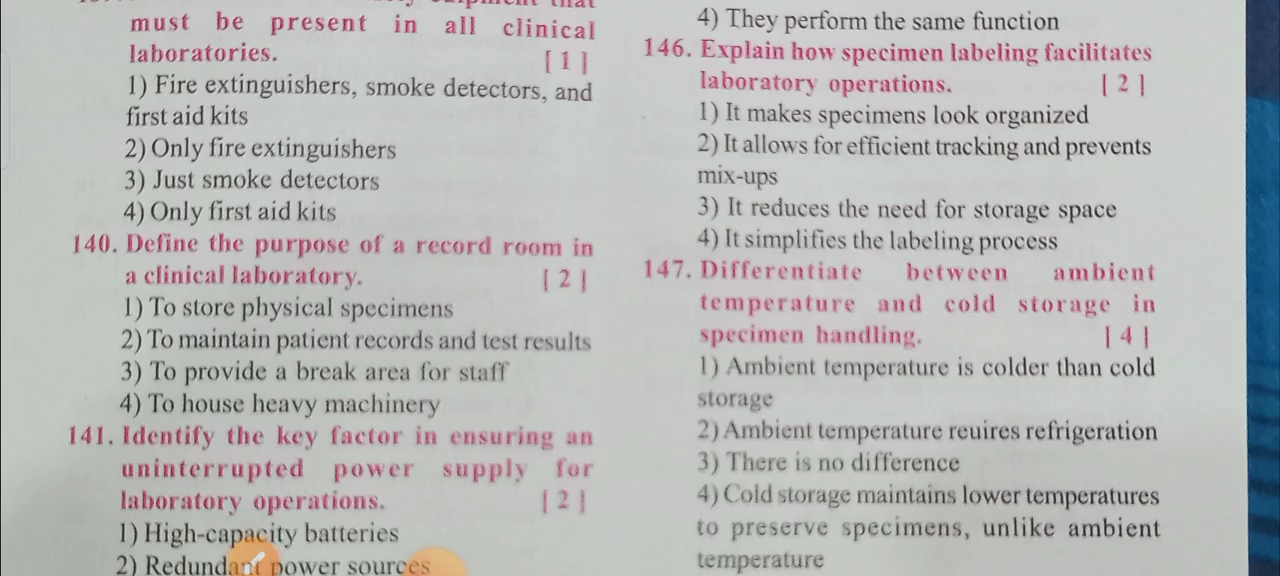 must be present in all clinical
laboratories. [ 1 ]
1) Fire extinguishers, smoke detectors, and
first aid kits
2) Only fire extinguishers
3) Just smoke detectors
4) Only first aid kits
140. Define the purpose of a record room in
a clinical laboratory. [ 2 ]
1) To store physical specimens
2) To maintain patient records and test results
3) To provide a break area for staff
4) To house heavy machinery
141. Identify the key factor in ensuring an
uninterrupted power supply for
laboratory operations. [ 2 ]
1) High-capacity batteries
2) Redundant power sources
4) They perform the same function
146. Explain how specimen labeling facilitates
laboratory operations. [ 2 ]
1) It makes specimens look organized
2) It allows for efficient tracking and prevents
mix-ups
3) It reduces the need for storage space
4) It simplifies the labeling process
147. Differentiate between ambient
temperature and cold storage in
specimen handling. [ 4 ]
1) Ambient temperature is colder than cold
storage
2) Ambient temperature reuires refrigeration
3) There is no difference
4) Cold storage maintains lower temperatures
to preserve specimens, unlike ambient
temperature